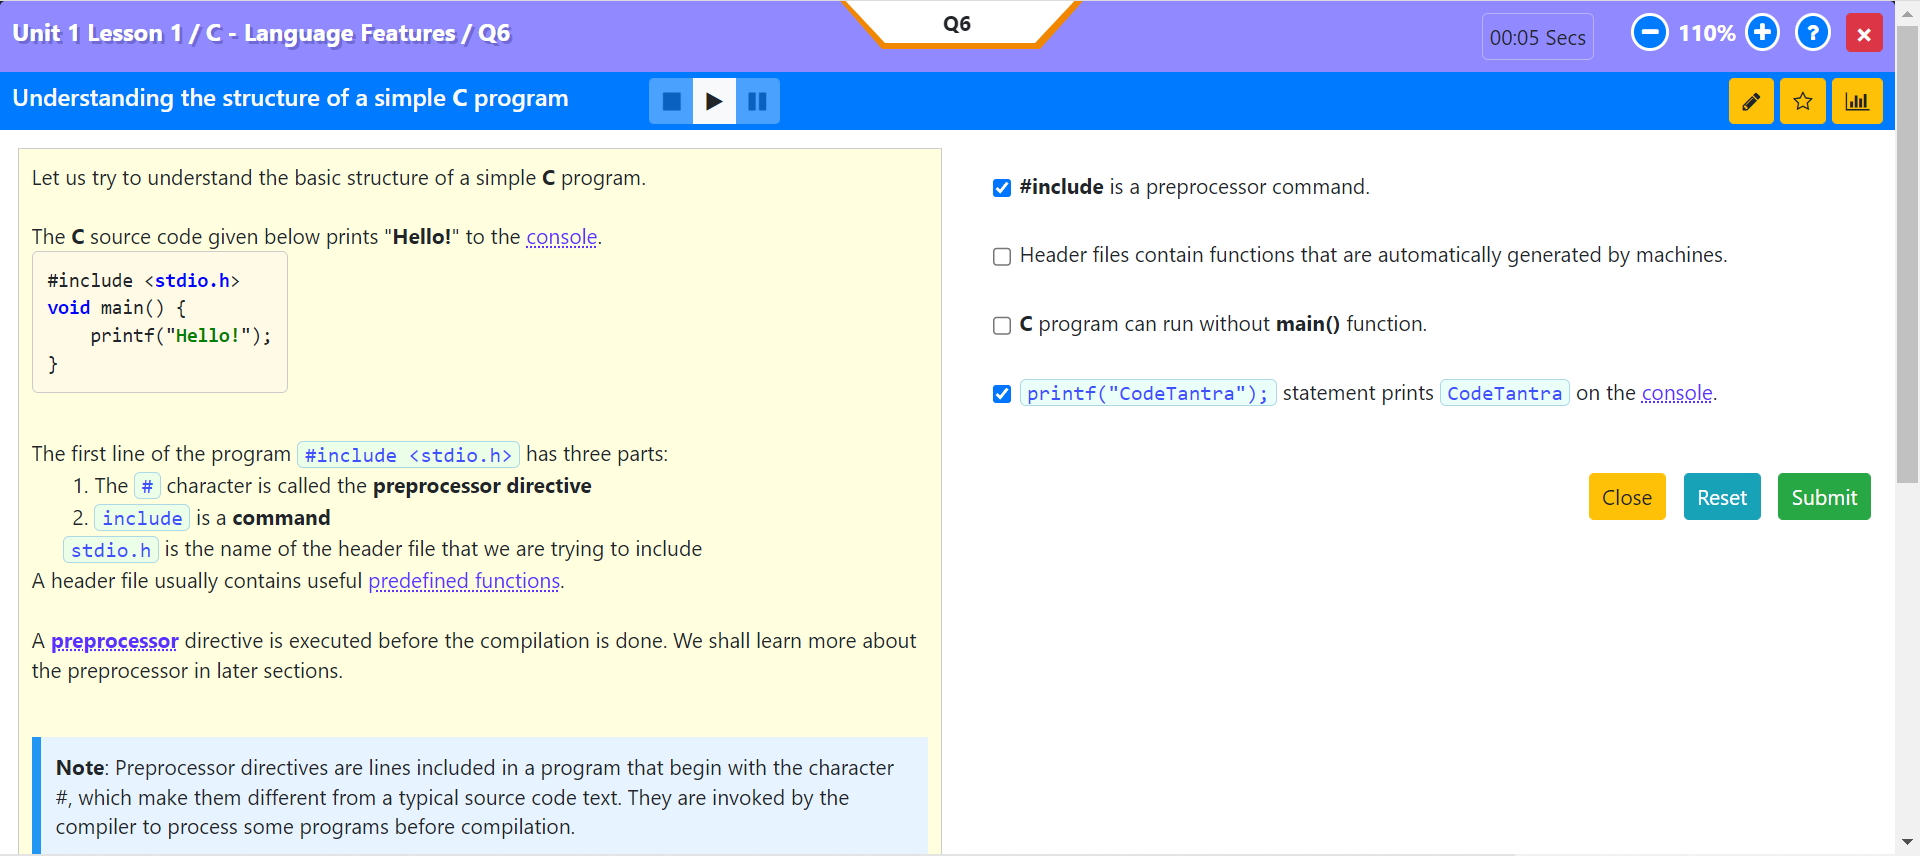 Unit 1 Lesson 1 / C - Language Features / Q6
Q6
00:05 Secs
110%
?
Understanding the structure of a simple C program
Let us try to understand the basic structure of a simple C program.
The C source code given below prints "Hello!" to the console.
#include <stdio.h>
void main() {
    printf("Hello!");
}
The first line of the program #include <stdio.h> has three parts:
1. The # character is called the preprocessor directive
2. include is a command
stdio.h is the name of the header file that we are trying to include
A header file usually contains useful predefined functions.
A preprocessor directive is executed before the compilation is done. We shall learn more about
the preprocessor in later sections.
Note: Preprocessor directives are lines included in a program that begin with the character
#, which make them different from a typical source code text. They are invoked by the
compiler to process some programs before compilation.
#include is a preprocessor command.
Header files contain functions that are automatically generated by machines.
C program can run without main() function.
printf("CodeTantra"); statement prints CodeTantra on the console.
Close Reset Submit